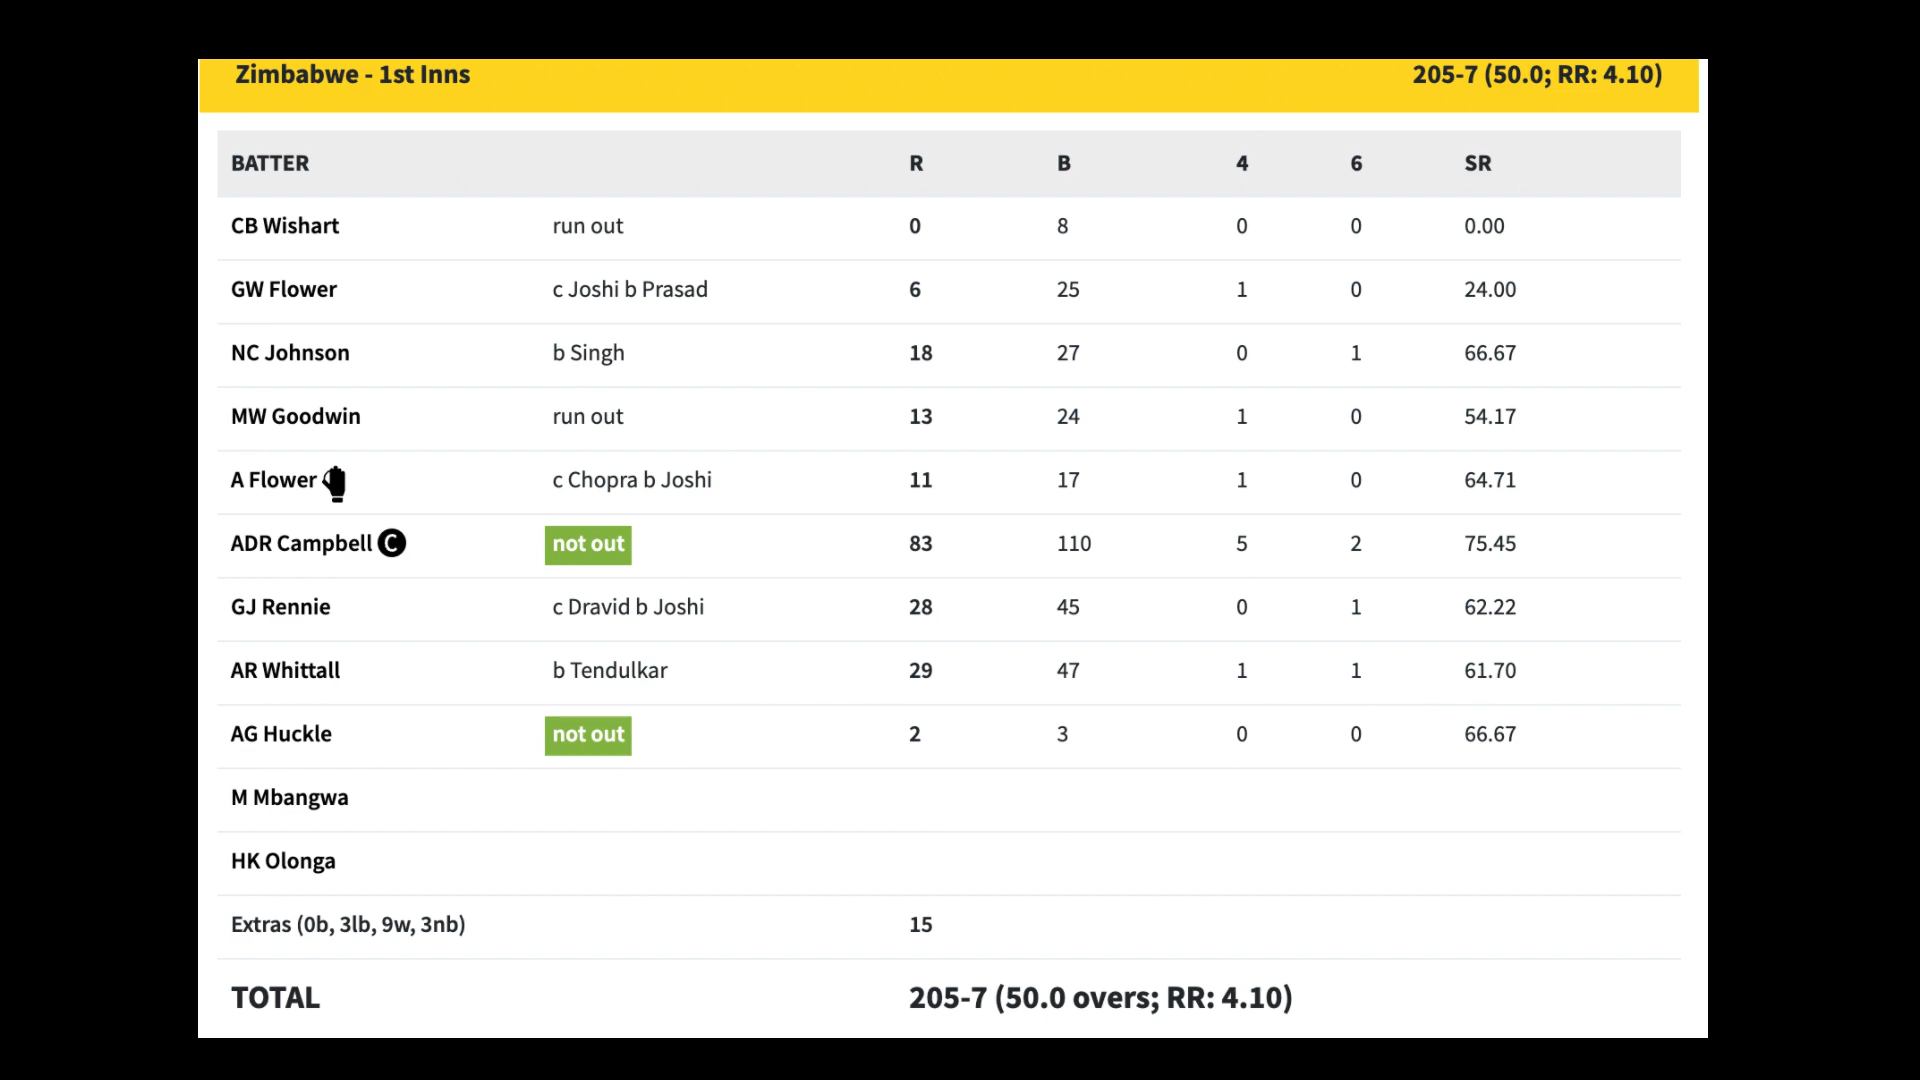 Zimbabwe - 1st Inns 205-7 (50.0; RR: 4.10)
BATTER R B 4 6 SR
CB Wishart run out 0 8 0 0 0.00
GW Flower c Joshi b Prasad 6 25 1 0 24.00
NC Johnson b Singh 18 27 0 1 66.67
MW Goodwin run out 13 24 1 0 54.17
A Flower c Chopra b Joshi 11 17 1 0 64.71
ADR Campbell C not out 83 110 5 2 75.45
GJ Rennie c Dravid b Joshi 28 45 0 1 62.22
AR Whittall b Tendulkar 29 47 1 1 61.70
AG Huckle not out 2 3 0 0 66.67
M Mbangwa
HK Olonga
Extras (0b, 3lb, 9w, 3nb) 15
TOTAL 205-7 (50.0 overs; RR: 4.10)